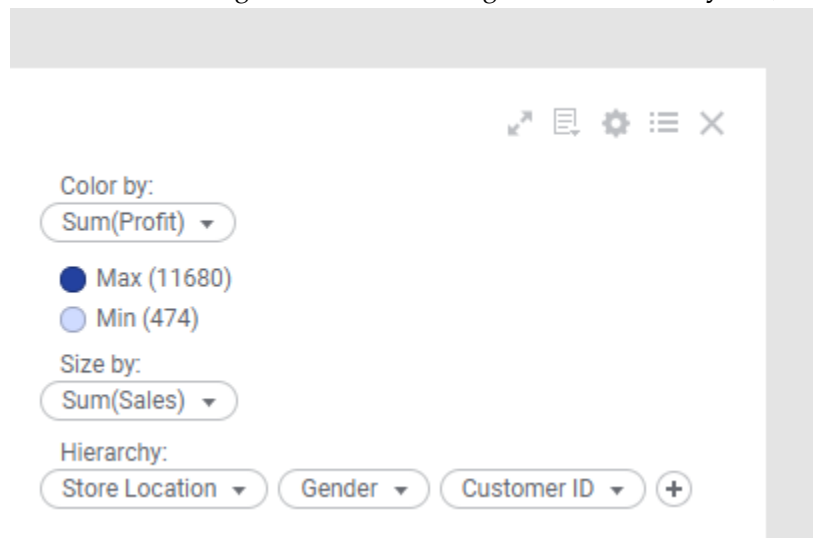 Color by:
Sum(Profit)
Max (11680)
Min (474)
Size by:
Sum(Sales)
Hierarchy:
Store Location Gender Customer ID